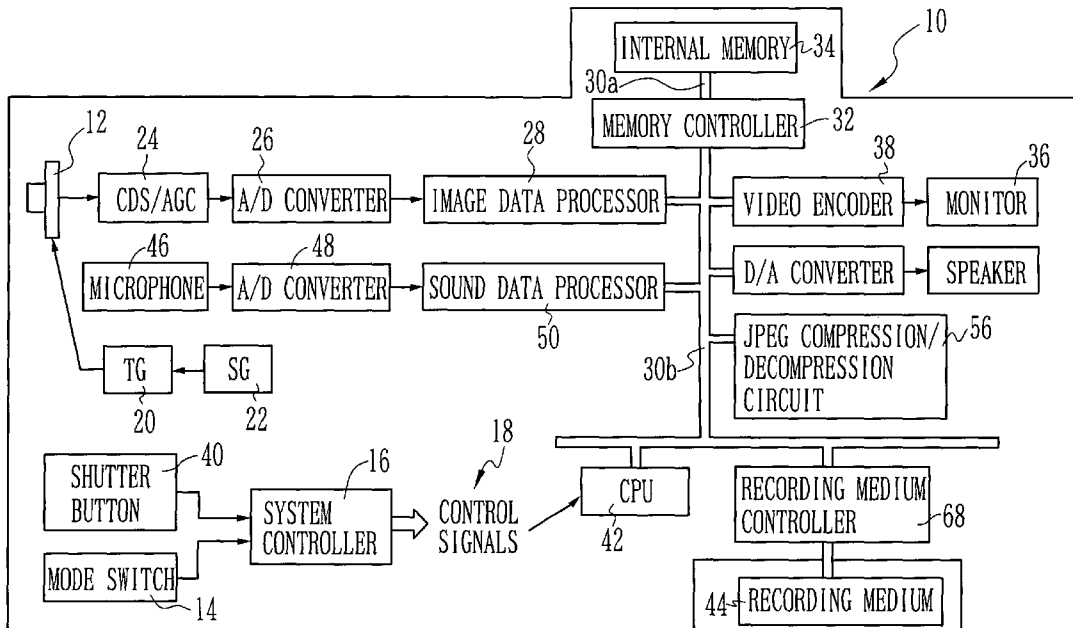 10
INTERNAL MEMORY
34
30a
MEMORY CONTROLLER
32
12
24
26
28
38
36
CDS/AGC
A/D CONVERTER
IMAGE DATA PROCESSOR
VIDEO ENCODER
MONITOR
46
48
MICROPHONE
A/D CONVERTER
SOUND DATA PROCESSOR
50
D/A CONVERTER
SPEAKER
JPEG COMPRESSION/
DECOMPRESSION
CIRCUIT
56
30b
TG
20
SG
22
40
SHUTTER
BUTTON
16
SYSTEM
CONTROLLER
18
CONTROL
SIGNALS
CPU
42
RECORDING MEDIUM
CONTROLLER
68
MODE SWITCH
14
44
RECORDING MEDIUM